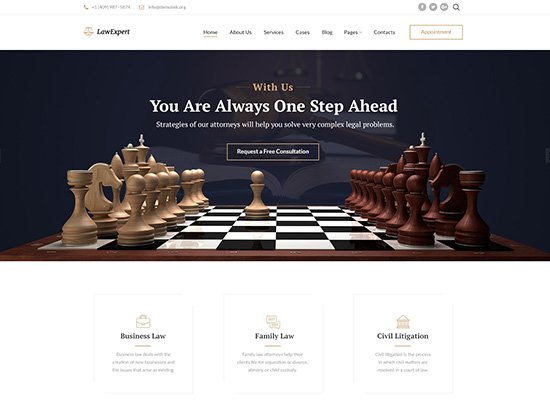 +1 (409) 987–5874
info@demolink.org
LawExpert
Home
About Us
Services
Cases
Blog
Pages
Contacts
Appointment
With Us
You Are Always One Step Ahead
Strategies of our attorneys will help you solve very complex legal problems.
Request a Free Consultation
Business Law
Business law deals with the
creation of new businesses and
the issues that arise as existing.
Family Law
Family law attorneys help their
clients file for separation or divorce,
alimony or child custody.
Civil Litigation
Civil litigation is the process
in which civil matters are
resolved in a court of law.